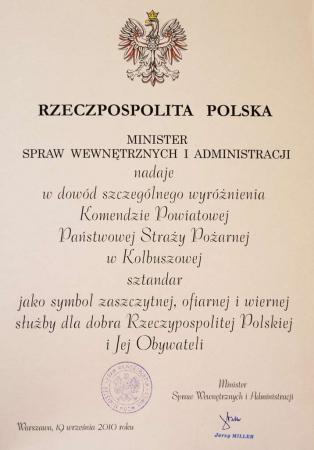 RZECZPOSPOLITA POLSKA
MINISTER
SPRAW WEWNĘTRZNYCH I ADMINISTRACJI
nadaje
w dowód szczególnego wyróżnienia
Komendzie Powiatowej
Państwowej Straży Pożarnej
w Kolbuszowej
sztandar
jako symbol zaszczytnej, ofiarnej i wiernej
służby dla dobra Rzeczypospolitej Polskiej
i Jej Obywateli
Minister
Spraw Wewnętrznych i Administracji
Warszawa, 19 września 2010 roku
Jerzy MILLER